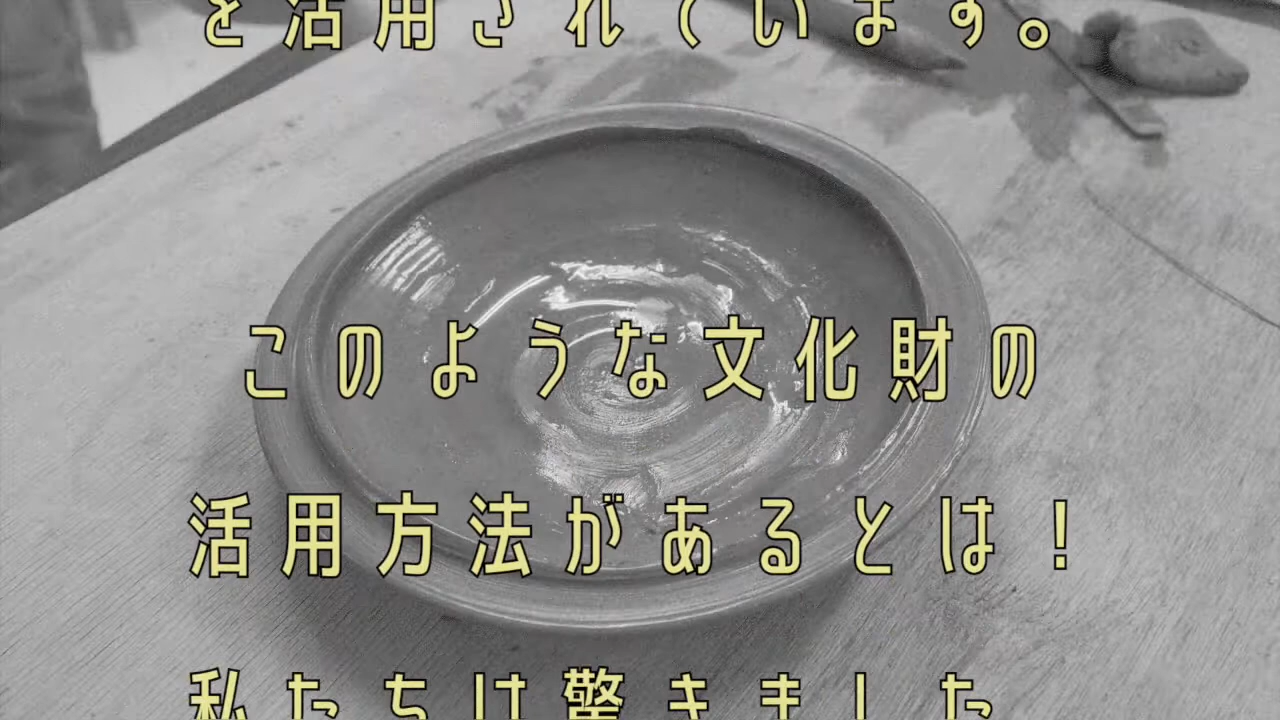 を活用されています。
このような文化財の
活用方法があるとは！
私たちは驚きました